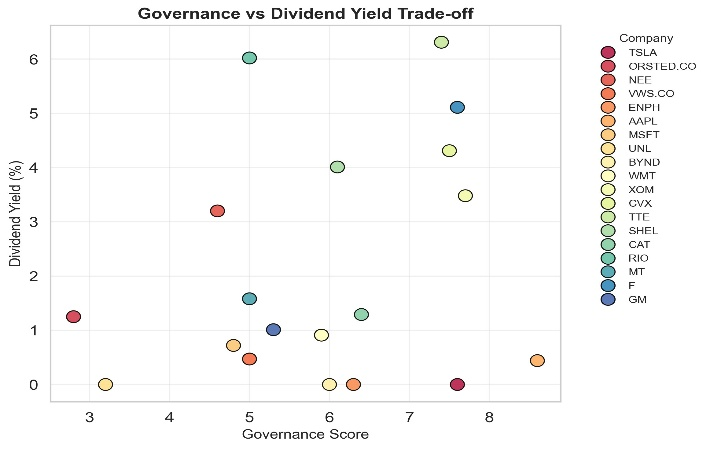 Governance vs Dividend Yield Trade-off
Dividend Yield (%)
6
5
4
3
2
1
0
3 4 5 6 7 8
Governance Score
Company
TSLA
ORSTED.CO
NEE
VWS.CO
ENPH
AAPL
MSFT
UNL
BYND
WMT
XOM
CVX
TTE
SHEL
CAT
RIO
MT
F
GM